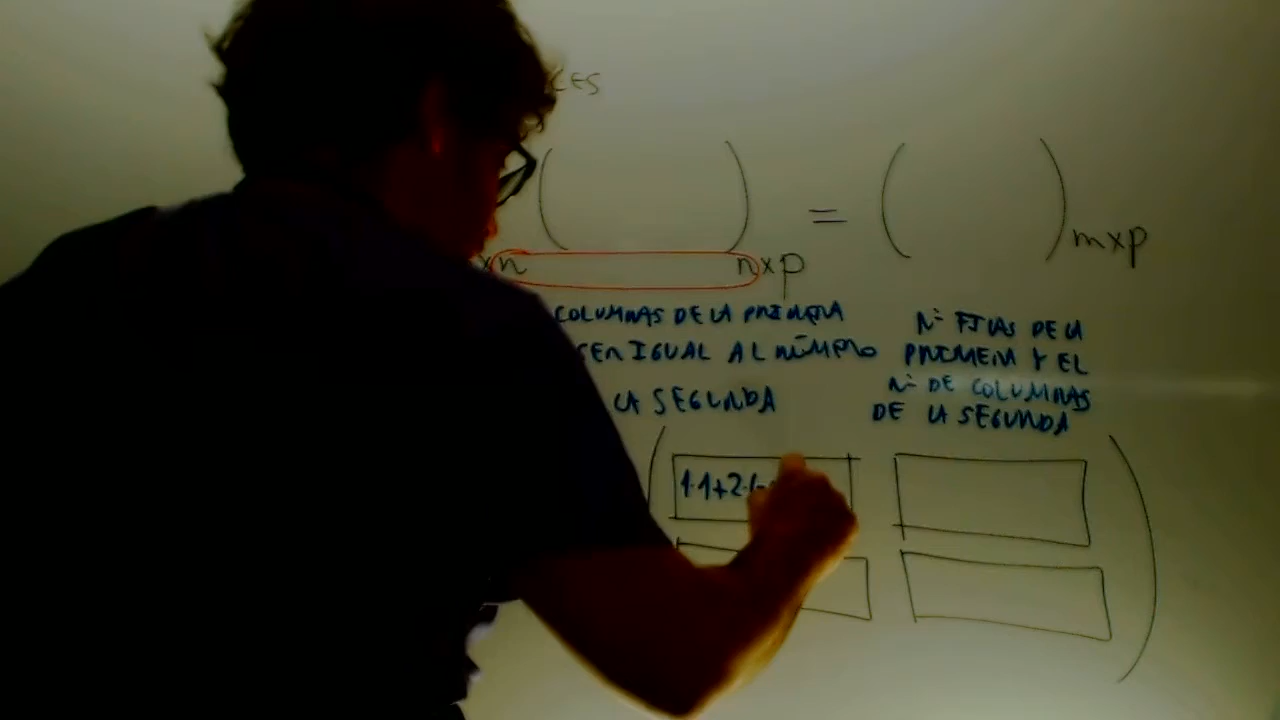 CES
( ) = ( ) mxp
xn nxp
COLUMNAS DE LA PRIMERA
SER IGUAL AL NÚMERO
LA SEGUNDA
Nº FILAS DE LA
PRIMERA Y EL
Nº DE COLUMNAS
DE LA SEGUNDA
1·1+2·(-